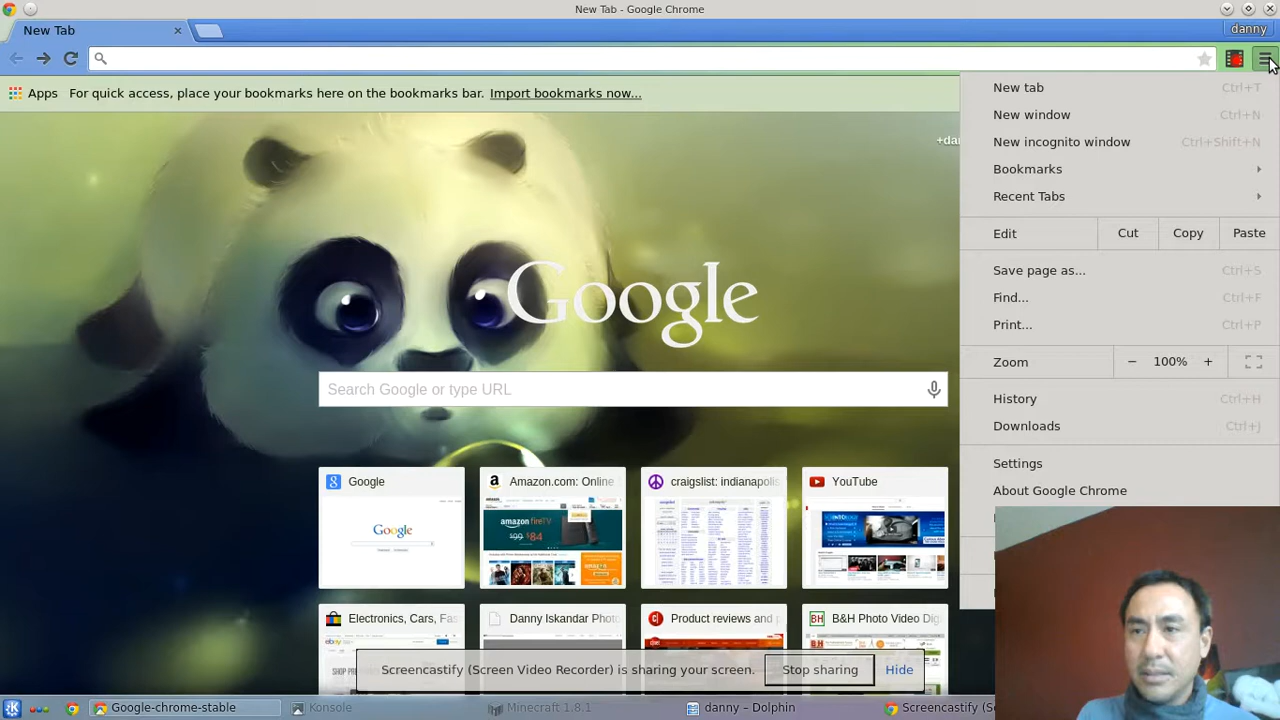 New Tab - Google Chrome
New Tab
danny
Apps For quick access, place your bookmarks here on the bookmarks bar. Import bookmarks now...
New tab Ctrl+T
New window Ctrl+N
New incognito window Ctrl+Shift+N
Bookmarks
Recent Tabs
Edit Cut Copy Paste
Save page as... Ctrl+S
Find... Ctrl+F
Print... Ctrl+P
Zoom − 100% +
History Ctrl+H
Downloads Ctrl+J
Settings
About Google Chrome
Google
Search Google or type URL
Google
Amazon.com: Online
craigslist: indianapolis
YouTube
Google
amazon fireTV
$84
Electronics, Cars, Fas
Danny Iskandar Phot
Product reviews and p
B&H Photo Video Digi
Screencastify (Screen Video Recorder) is sharing your screen. Stop sharing Hide
Google-chrome-stable
Konsole
Minecraft 1.8.1
danny – Dolphin
Screencastify (S